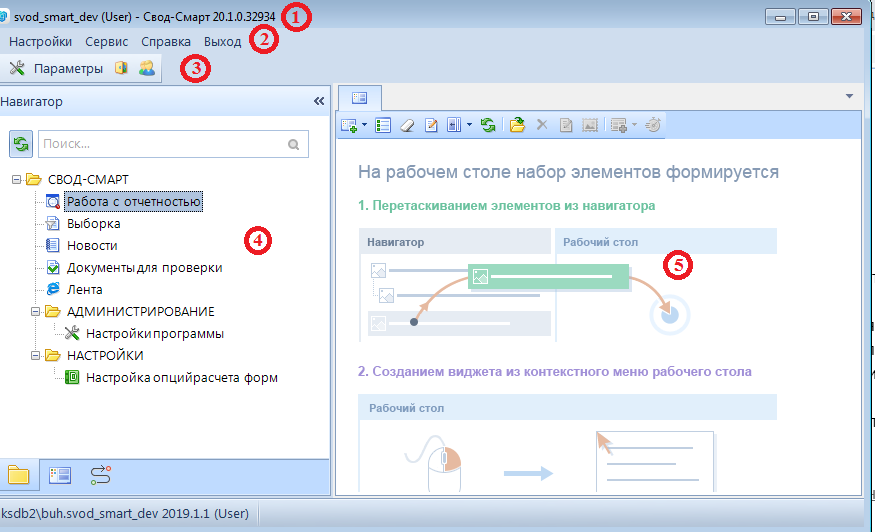 svod_smart_dev (User) - Свод-Смарт 20.1.0.32934 1
Настройки Сервис Справка Выход 2
Параметры 3
Навигатор «
Поиск...
СВОД-СМАРТ
Работа с отчетностью
Выборка
Новости
4
Документы для проверки
Лента
АДМИНИСТРИРОВАНИЕ
Настройки программы
НАСТРОЙКИ
Настройка опций расчета форм
На рабочем столе набор элементов формируется
1. Перетаскиванием элементов из навигатора
Навигатор Рабочий стол
5
2. Созданием виджета из контекстного меню рабочего стола
Рабочий стол
ksdb2\buh.svod_smart_dev 2019.1.1 (User)